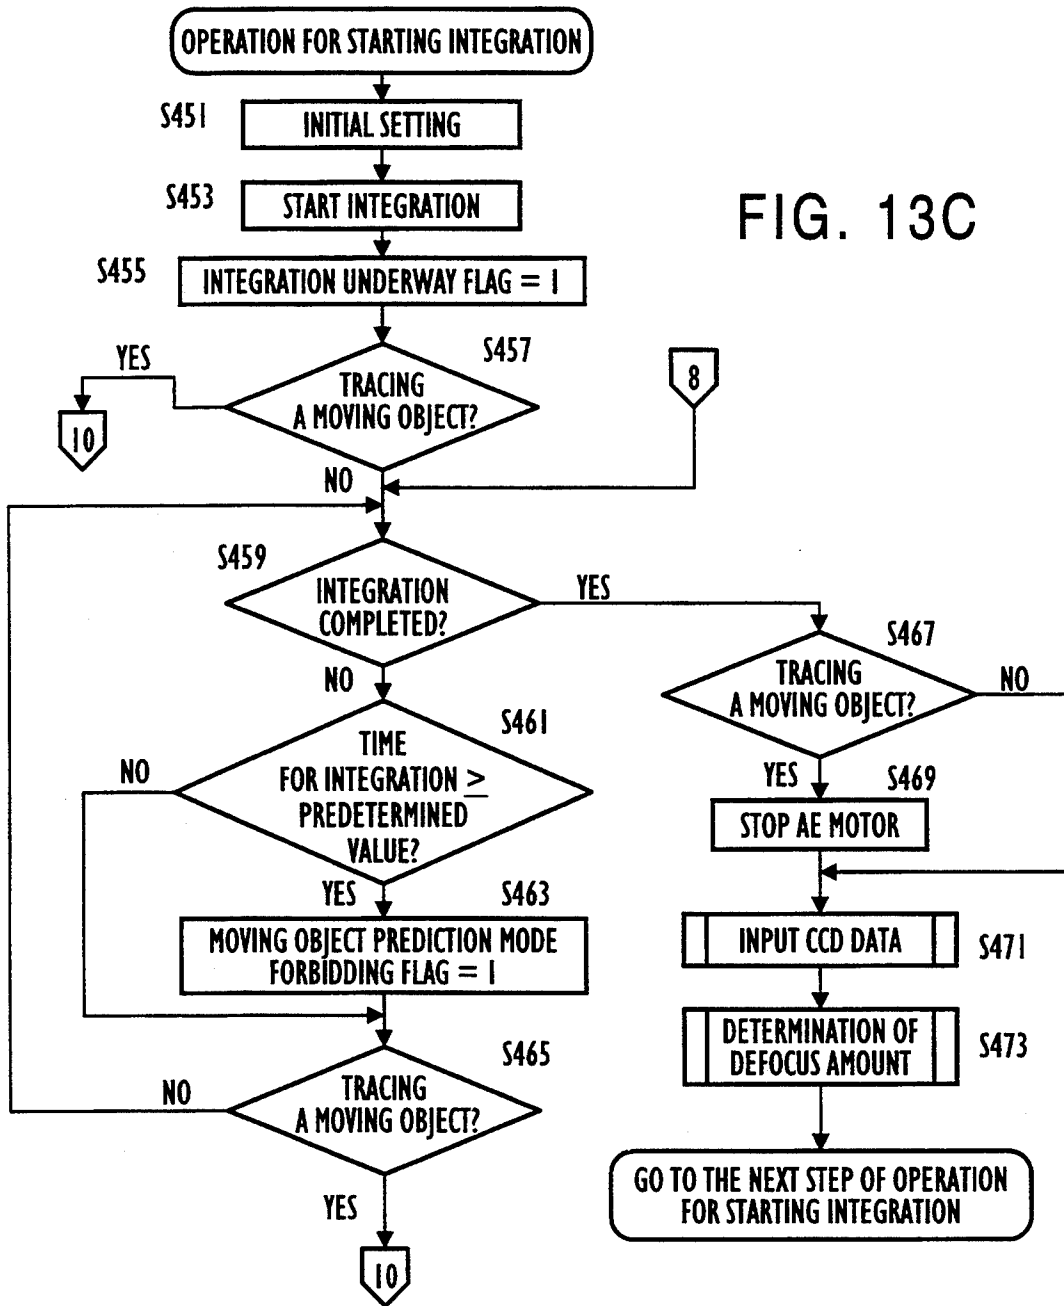 OPERATION FOR STARTING INTEGRATION
S451
INITIAL SETTING
S453
START INTEGRATION
FIG. 13C
S455
INTEGRATION UNDERWAY FLAG = 1
S457
YES
TRACING
A MOVING OBJECT?
8
10
NO
S459
INTEGRATION
COMPLETED?
YES
NO
S467
TRACING
A MOVING OBJECT?
NO
S461
TIME
FOR INTEGRATION ≥
PREDETERMINED
VALUE?
NO
YES
S469
STOP AE MOTOR
YES
S463
MOVING OBJECT PREDICTION MODE
FORBIDDING FLAG = 1
INPUT CCD DATA
S471
S465
TRACING
A MOVING OBJECT?
NO
DETERMINATION OF
DEFOCUS AMOUNT
S473
YES
10
GO TO THE NEXT STEP OF OPERATION
FOR STARTING INTEGRATION